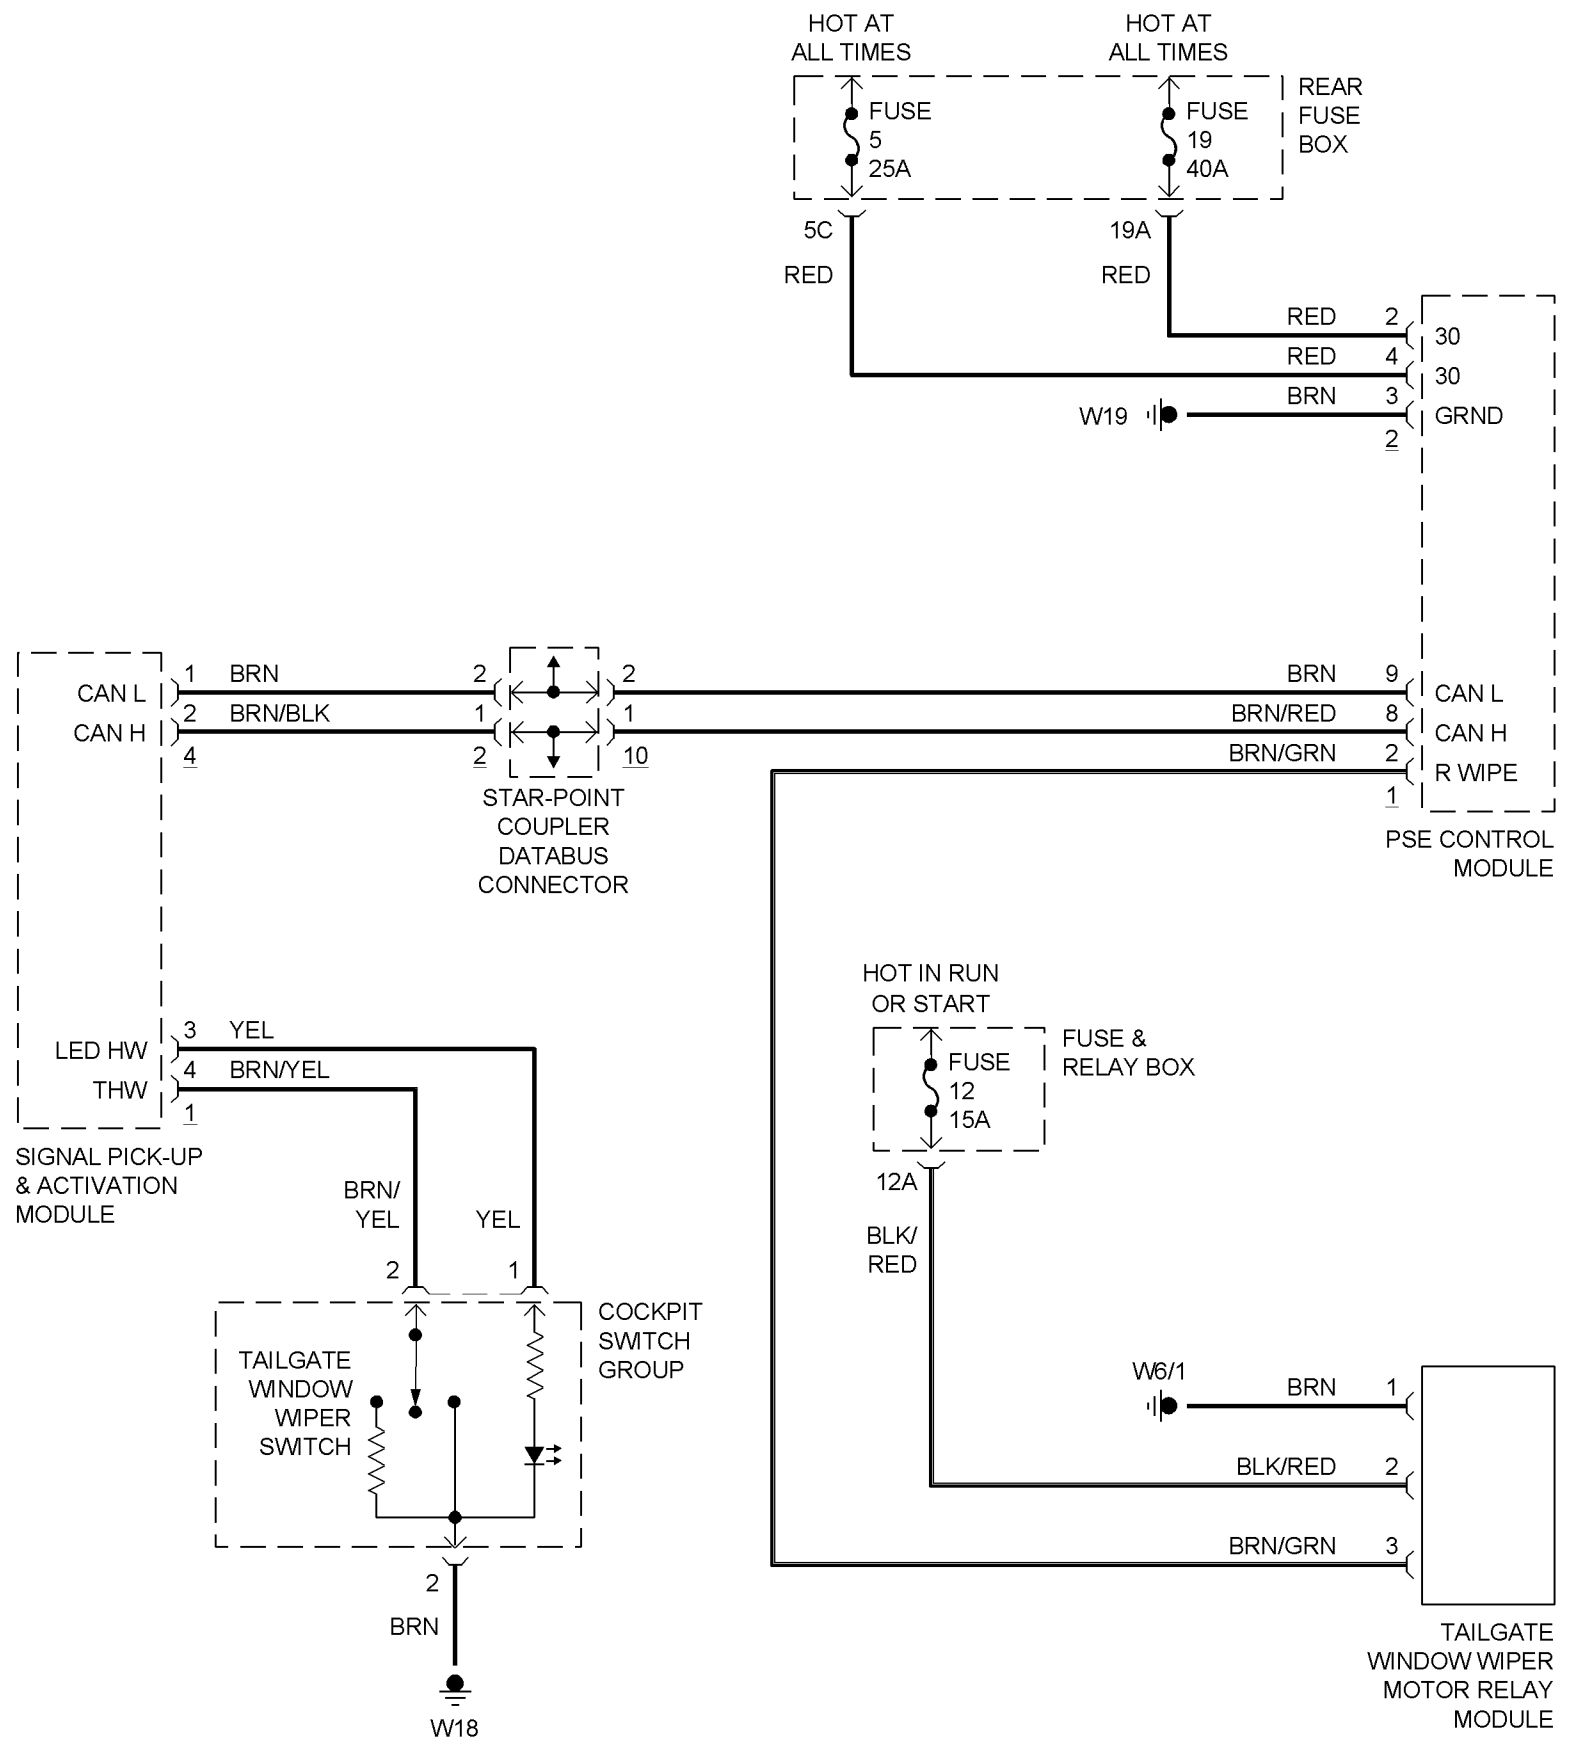 HOT AT
ALL TIMES
HOT AT
ALL TIMES
FUSE
5
25A
FUSE
19
40A
REAR
FUSE
BOX
5C
19A
RED
RED
RED 2
30
RED 4
30
BRN 3
W19
GRND
2
CAN L
1 BRN
2
2
BRN 9
CAN L
CAN H
2 BRN/BLK
1
1
BRN/RED 8
CAN H
4
2
10
BRN/GRN 2
R WIPE
1
STAR-POINT
COUPLER
DATABUS
CONNECTOR
PSE CONTROL
MODULE
LED HW
3 YEL
THW
4 BRN/YEL
1
SIGNAL PICK-UP
& ACTIVATION
MODULE
HOT IN RUN
OR START
FUSE
12
15A
FUSE &
RELAY BOX
12A
BLK/
RED
BRN/
YEL
YEL
2
1
COCKPIT
SWITCH
GROUP
TAILGATE
WINDOW
WIPER
SWITCH
2
BRN
W18
W6/1
BRN 1
BLK/RED 2
BRN/GRN 3
TAILGATE
WINDOW WIPER
MOTOR RELAY
MODULE